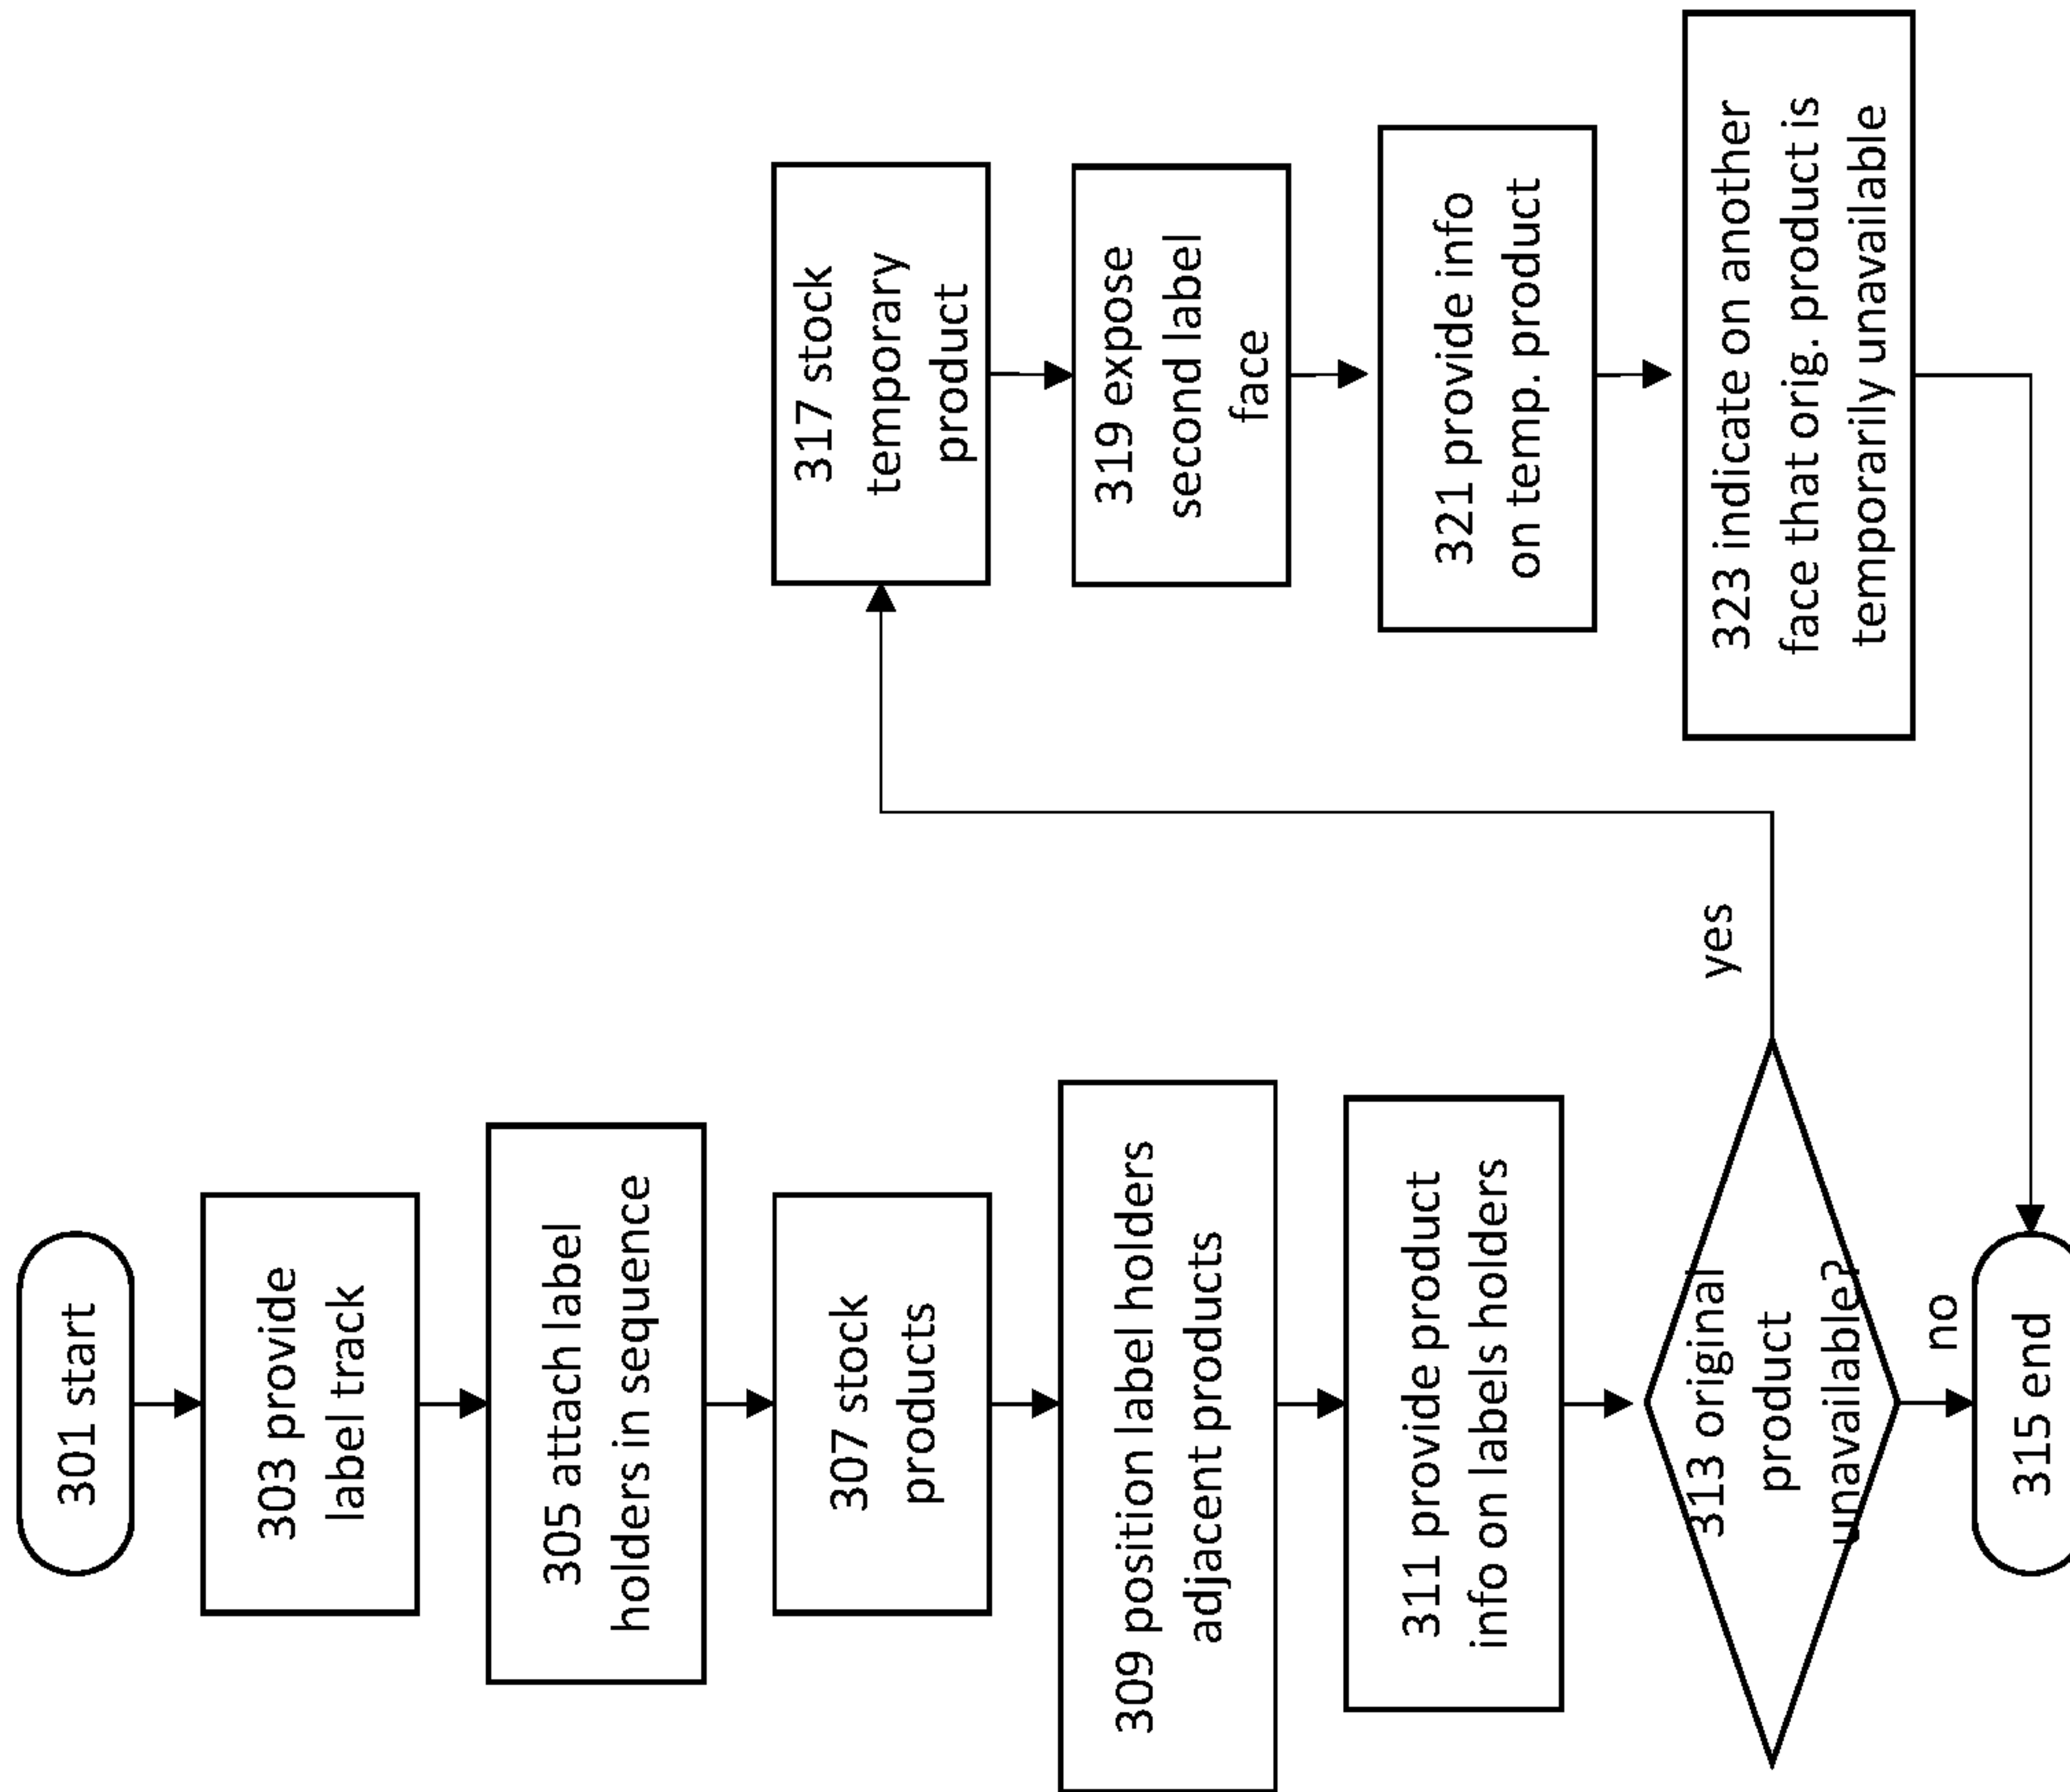 301 start
303 provide
label track
305 attach label
holders in sequence
307 stock
products
309 position label holders
adjacent products
311 provide product
info on labels holders
313 original
product
unavailable?
yes
no
315 end
317 stock
temporary
product
319 expose
second label
face
321 provide info
on temp. product
323 indicate on another
face that orig. product is
temporarily unavailable